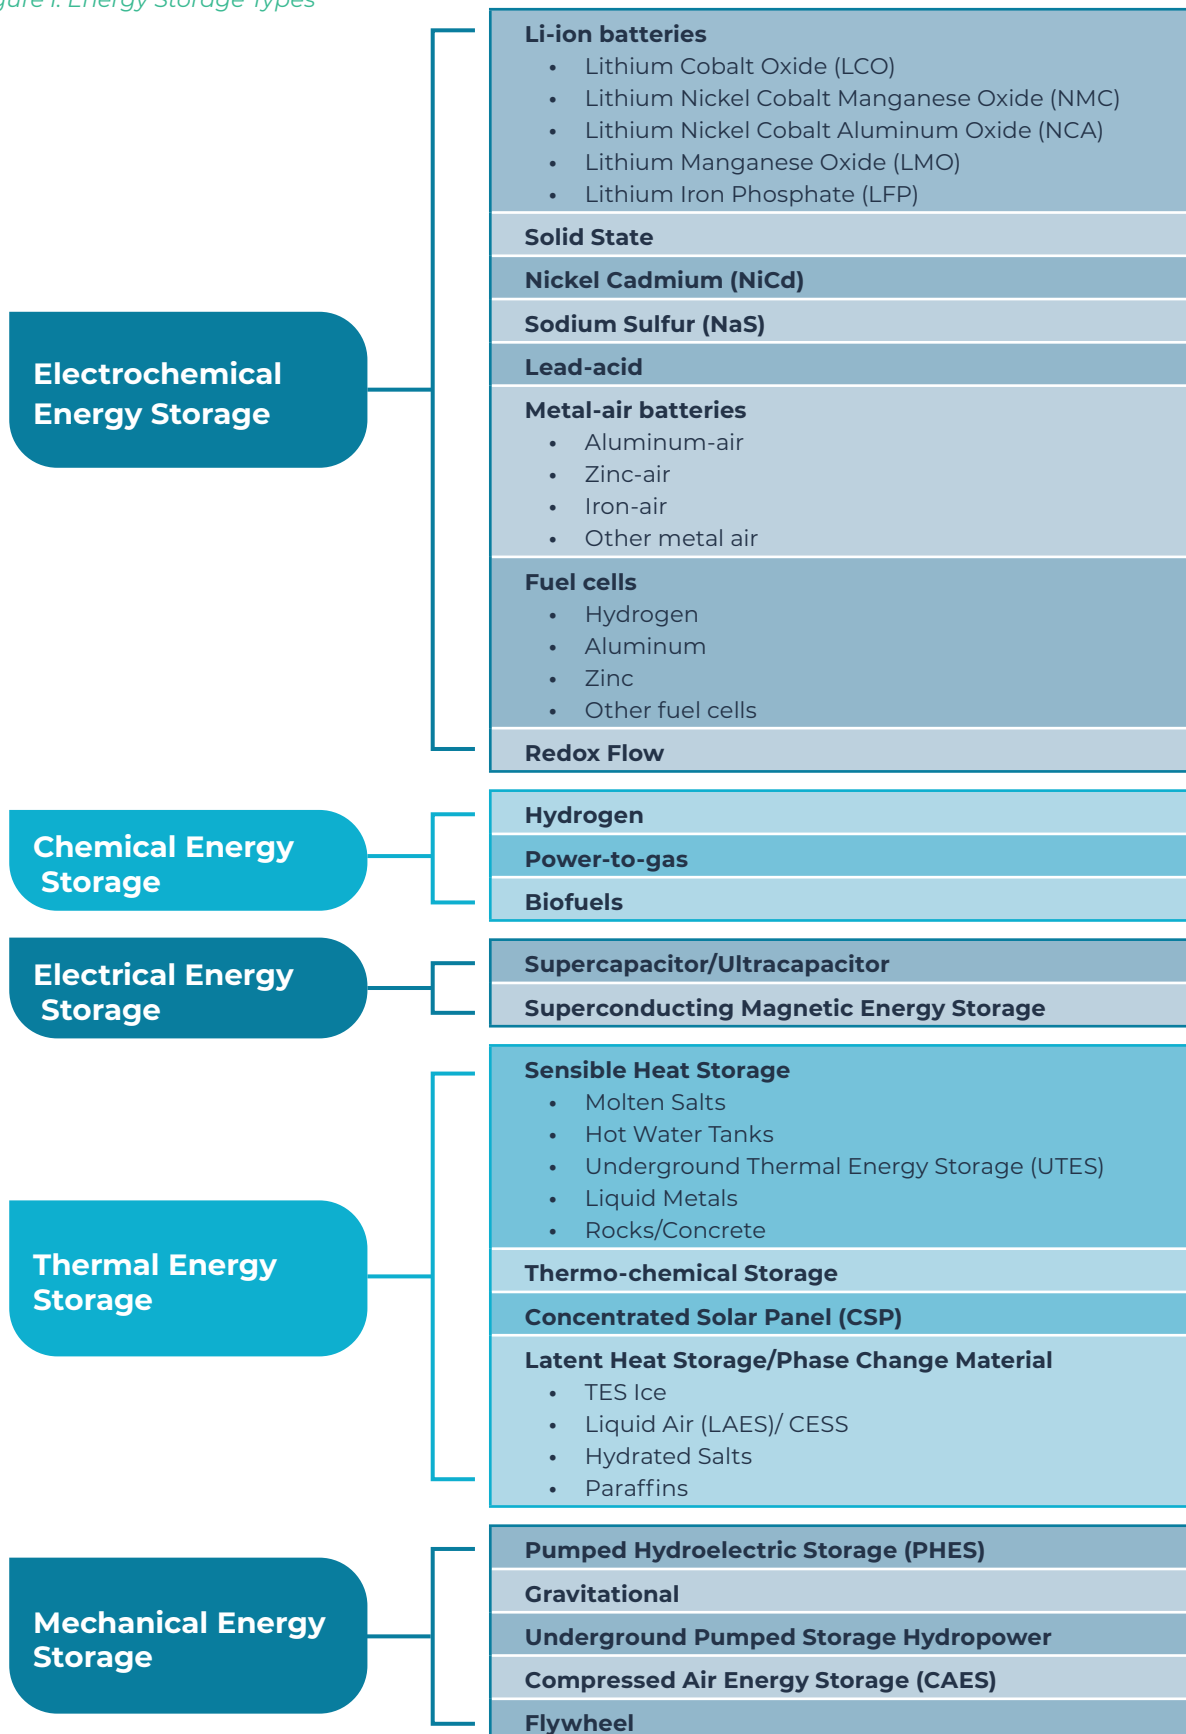 gure 1. Energy Storage Types
Li-ion batteries
• Lithium Cobalt Oxide (LCO)
• Lithium Nickel Cobalt Manganese Oxide (NMC)
• Lithium Nickel Cobalt Aluminum Oxide (NCA)
• Lithium Manganese Oxide (LMO)
• Lithium Iron Phosphate (LFP)
Solid State
Nickel Cadmium (NiCd)
Sodium Sulfur (NaS)
Lead-acid
Electrochemical
Energy Storage
Metal-air batteries
• Aluminum-air
• Zinc-air
• Iron-air
• Other metal air
Fuel cells
• Hydrogen
• Aluminum
• Zinc
• Other fuel cells
Redox Flow
Chemical Energy
Storage
Hydrogen
Power-to-gas
Biofuels
Electrical Energy
Storage
Supercapacitor/Ultracapacitor
Superconducting Magnetic Energy Storage
Thermal Energy
Storage
Sensible Heat Storage
• Molten Salts
• Hot Water Tanks
• Underground Thermal Energy Storage (UTES)
• Liquid Metals
• Rocks/Concrete
Thermo-chemical Storage
Concentrated Solar Panel (CSP)
Latent Heat Storage/Phase Change Material
• TES Ice
• Liquid Air (LAES)/ CESS
• Hydrated Salts
• Paraffins
Mechanical Energy
Storage
Pumped Hydroelectric Storage (PHES)
Gravitational
Underground Pumped Storage Hydropower
Compressed Air Energy Storage (CAES)
Flywheel